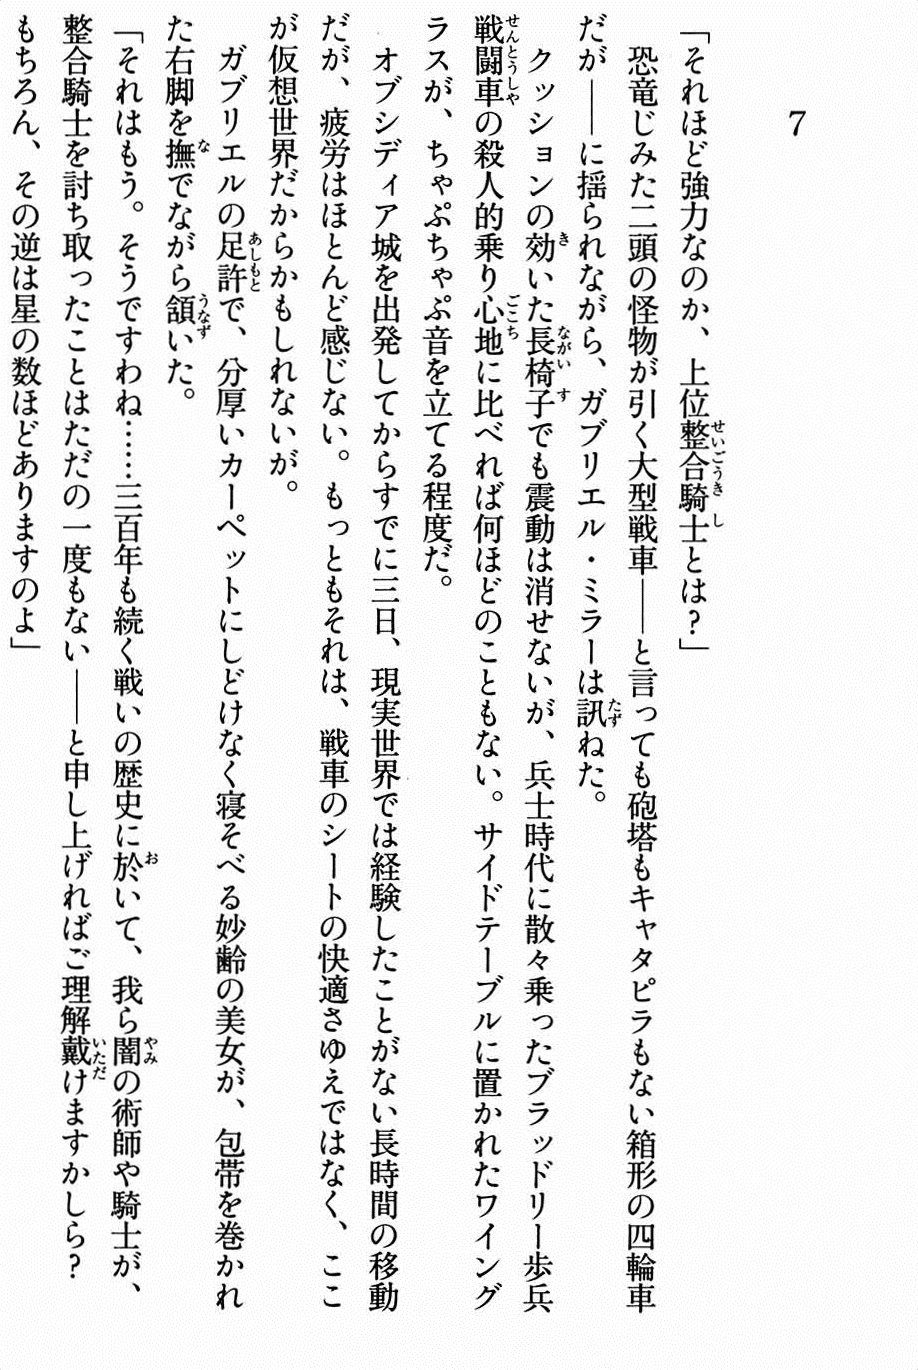 7
「それほど強力なのか、上位整合騎士とは？」
恐竜じみた二頭の怪物が引く大型戦車――と言っても砲塔もキャタピラもない箱形の四輪車
だが――に揺られながら、ガブリエル・ミラーは訊ねた。
クッションの効いた長椅子でも震動は消せないが、兵士時代に散々乗ったブラッドリー歩兵
戦闘車の殺人的乗り心地に比べれば何ほどのこともない。サイドテーブルに置かれたワイング
ラスが、ちゃぷちゃぷ音を立てる程度だ。
オブシディア城を出発してからすでに三日、現実世界では経験したことがない長時間の移動
だが、疲労はほとんど感じない。もっともそれは、戦車のシートの快適さゆえではなく、ここ
が仮想世界だからかもしれないが。
ガブリエルの足許で、分厚いカーペットにしどけなく寝そべる妙齢の美女が、包帯を巻かれ
た右脚を撫でながら頷いた。
「それはもう。そうですわね……三百年も続く戦いの歴史に於いて、我ら闇の術師や騎士が、
整合騎士を討ち取ったことはただの一度もない――と申し上げればご理解戴けますかしら？
もちろん、その逆は星の数ほどありますのよ」